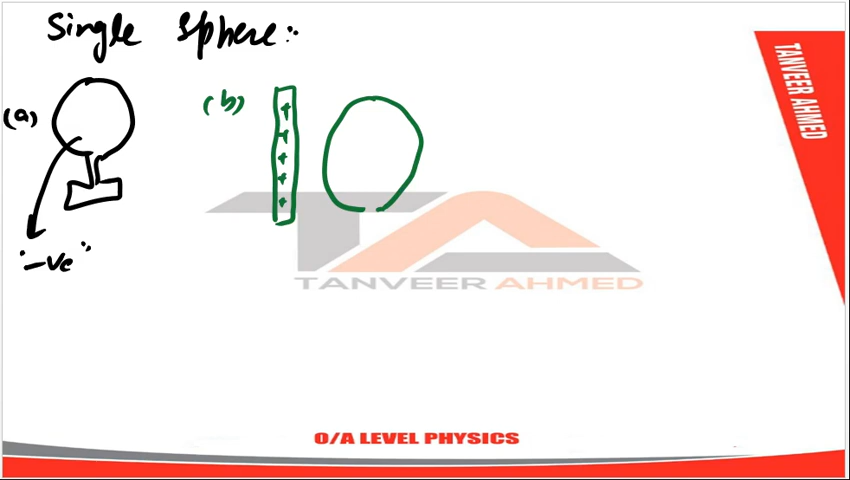 Single Sphere:
(a)
(b)
+
+
+
+
+
"-ve"
TANVEER AHMED
TANVEER AHMED
O/A LEVEL PHYSICS